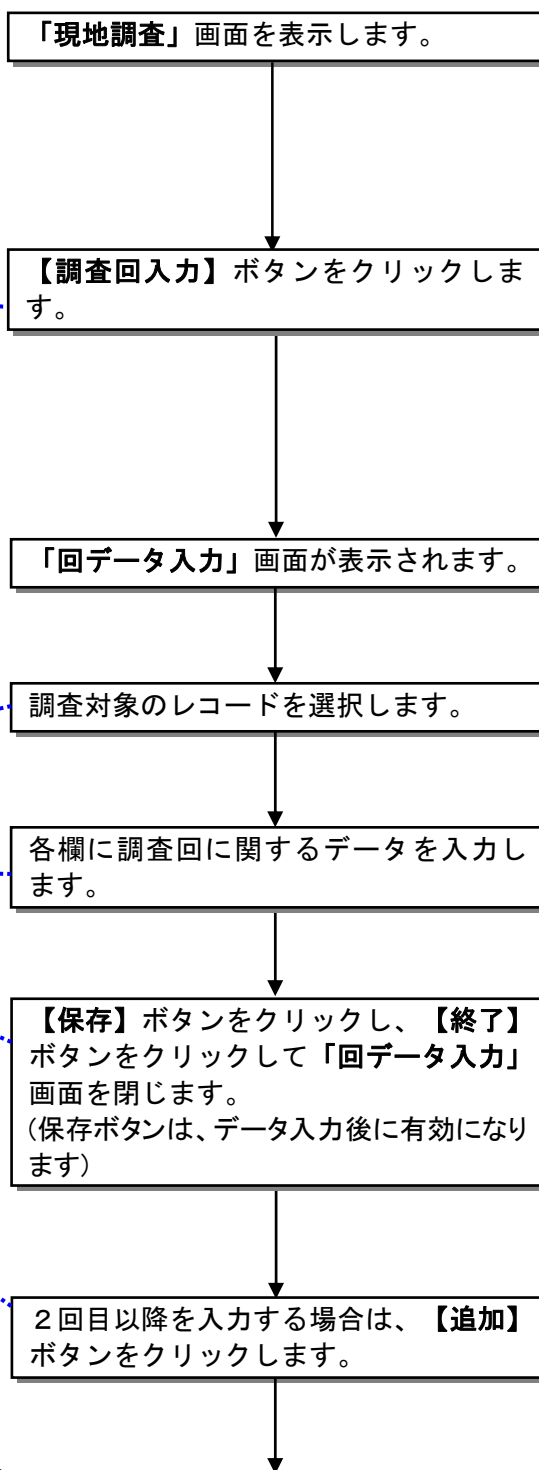 「現地調査」画面を表示します。
【調査回入力】ボタンをクリックしま
す。
「回データ入力」画面が表示されます。
調査対象のレコードを選択します。
各欄に調査回に関するデータを入力し
ます。
【保存】ボタンをクリックし、【終了】
ボタンをクリックして「回データ入力」
画面を閉じます。
(保存ボタンは、データ入力後に有効になり
ます)
２回目以降を入力する場合は、【追加】
ボタンをクリックします。